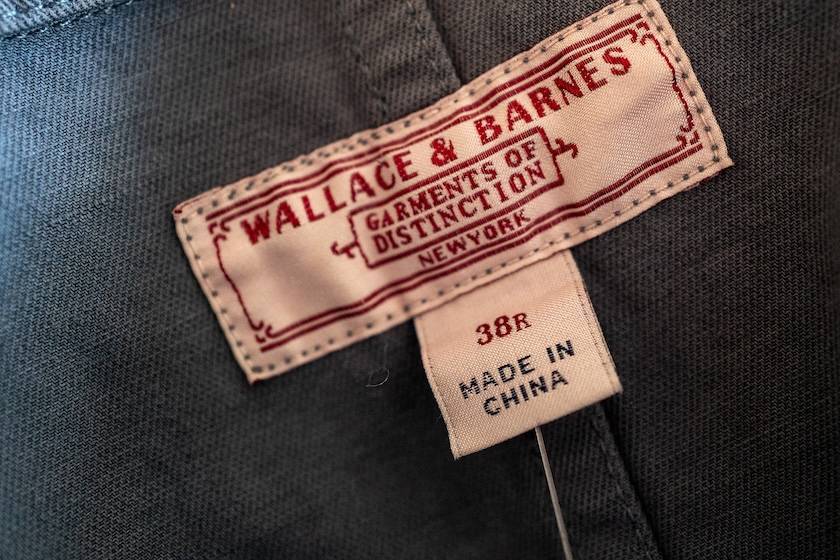 WALLACE & BARNES
GARMENTS OF
DISTINCTION
NEW YORK
38R
MADE IN
CHINA